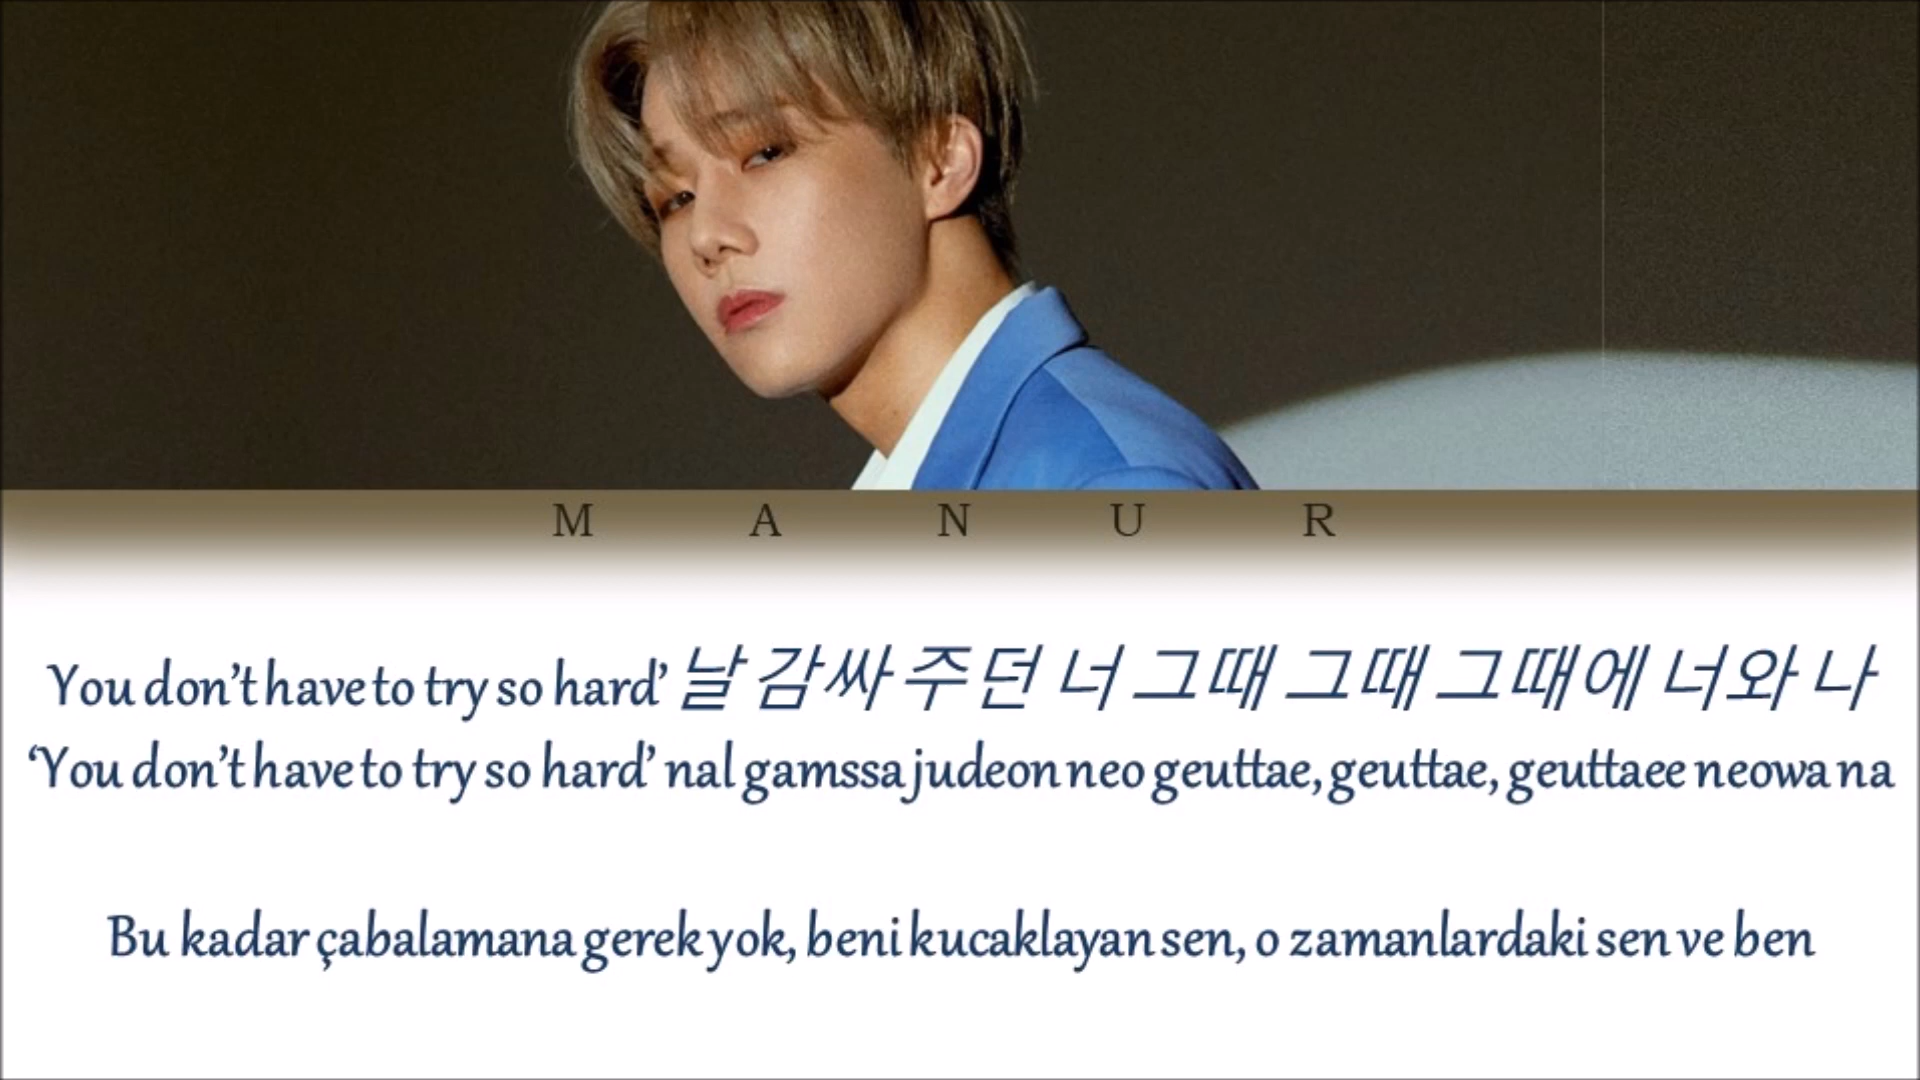 M A N U R
You don’t have to try so hard’ 날 감싸 주던 너 그때 그때 그때에 너와 나
‘You don’t have to try so hard’ nal gamssa judeon neo geuttae, geuttae, geuttaee neowa na
Bu kadar çabalamana gerek yok, beni kucaklayan sen, o zamanlardaki sen ve ben